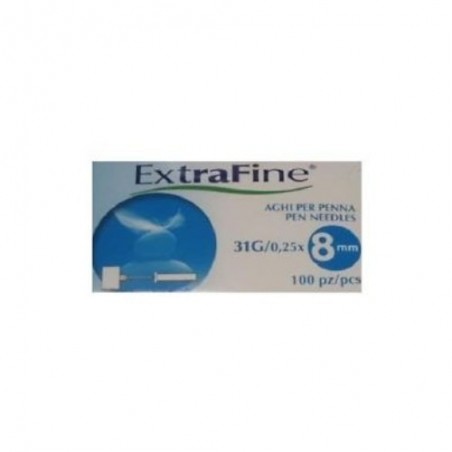 ExtraFine®
AGHI PER PENNA
PEN NEEDLES
31G/0,25x 8 mm
100 pz/pcs